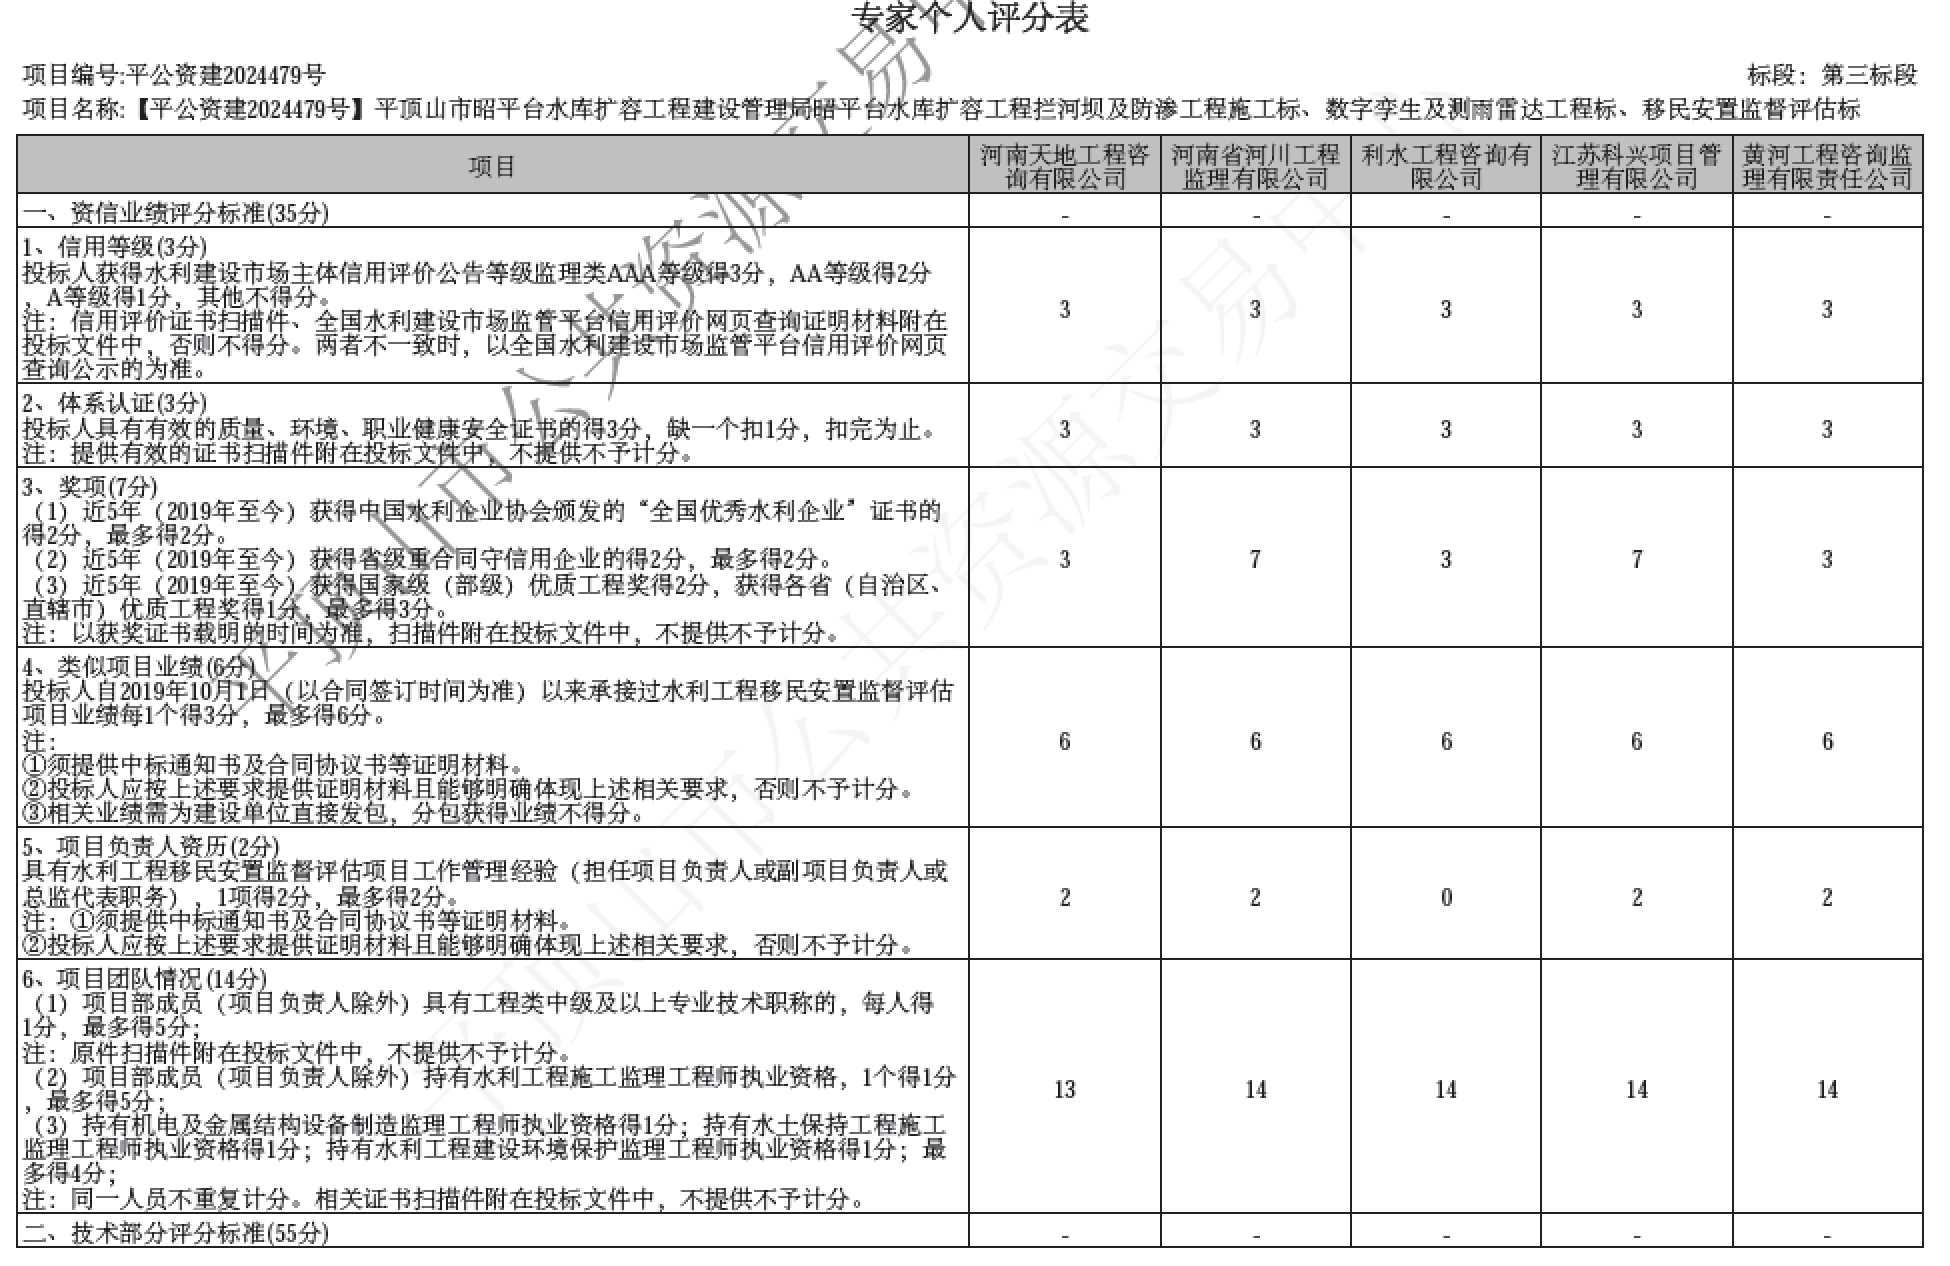 专家个人评分表
项目编号:平公资建2024479号
标段：第三标段
项目名称:【平公资建2024479号】平顶山市昭平台水库扩容工程建设管理局昭平台水库扩容工程拦河坝及防渗工程施工标、数字孪生及测雨雷达工程标、移民安置监督评估标
项目
河南天地工程咨
询有限公司
河南省河川工程
监理有限公司
利水工程咨询有
限公司
江苏科兴项目管
理有限公司
黄河工程咨询监
理有限责任公司
一、资信业绩评分标准(35分)
- - - - -
1、信用等级(3分)
投标人获得水利建设市场主体信用评价公告等级监理类AAA等级得3分，AA等级得2分
，A等级得1分，其他不得分。
注：信用评价证书扫描件、全国水利建设市场监管平台信用评价网页查询证明材料附在
投标文件中，否则不得分。两者不一致时，以全国水利建设市场监管平台信用评价网页
查询公示的为准。
3 3 3 3 3
2、体系认证(3分)
投标人具有有效的质量、环境、职业健康安全证书的得3分，缺一个扣1分，扣完为止。
注：提供有效的证书扫描件附在投标文件中，不提供不予计分。
3 3 3 3 3
3、奖项(7分)
（1）近5年（2019年至今）获得中国水利企业协会颁发的“全国优秀水利企业”证书的
得2分，最多得2分。
（2）近5年（2019年至今）获得省级重合同守信用企业的得2分，最多得2分。
（3）近5年（2019年至今）获得国家级（部级）优质工程奖得2分，获得各省（自治区、
直辖市）优质工程奖得1分，最多得3分。
注：以获奖证书载明的时间为准，扫描件附在投标文件中，不提供不予计分。
3 7 3 7 3
4、类似项目业绩(6分)
投标人自2019年10月1日（以合同签订时间为准）以来承接过水利工程移民安置监督评估
项目业绩每1个得3分，最多得6分。
注：
①须提供中标通知书及合同协议书等证明材料。
②投标人应按上述要求提供证明材料且能够明确体现上述相关要求，否则不予计分。
③相关业绩需为建设单位直接发包，分包获得业绩不得分。
6 6 6 6 6
5、项目负责人资历(2分)
具有水利工程移民安置监督评估项目工作管理经验（担任项目负责人或副项目负责人或
总监代表职务），1项得2分，最多得2分。
注：①须提供中标通知书及合同协议书等证明材料。
②投标人应按上述要求提供证明材料且能够明确体现上述相关要求，否则不予计分。
2 2 0 2 2
6、项目团队情况(14分)
（1）项目部成员（项目负责人除外）具有工程类中级及以上专业技术职称的，每人得
1分，最多得5分；
注：原件扫描件附在投标文件中，不提供不予计分。
（2）项目部成员（项目负责人除外）持有水利工程施工监理工程师执业资格，1个得1分
，最多得5分；
（3）持有机电及金属结构设备制造监理工程师执业资格得1分；持有水土保持工程施工
监理工程师执业资格得1分；持有水利工程建设环境保护监理工程师执业资格得1分；最
多得4分；
注：同一人员不重复计分。相关证书扫描件附在投标文件中，不提供不予计分。
13 14 14 14 14
二、技术部分评分标准(55分)
- - - - -
平顶山市公共资源交易中
平顶山市公共资源交易中心